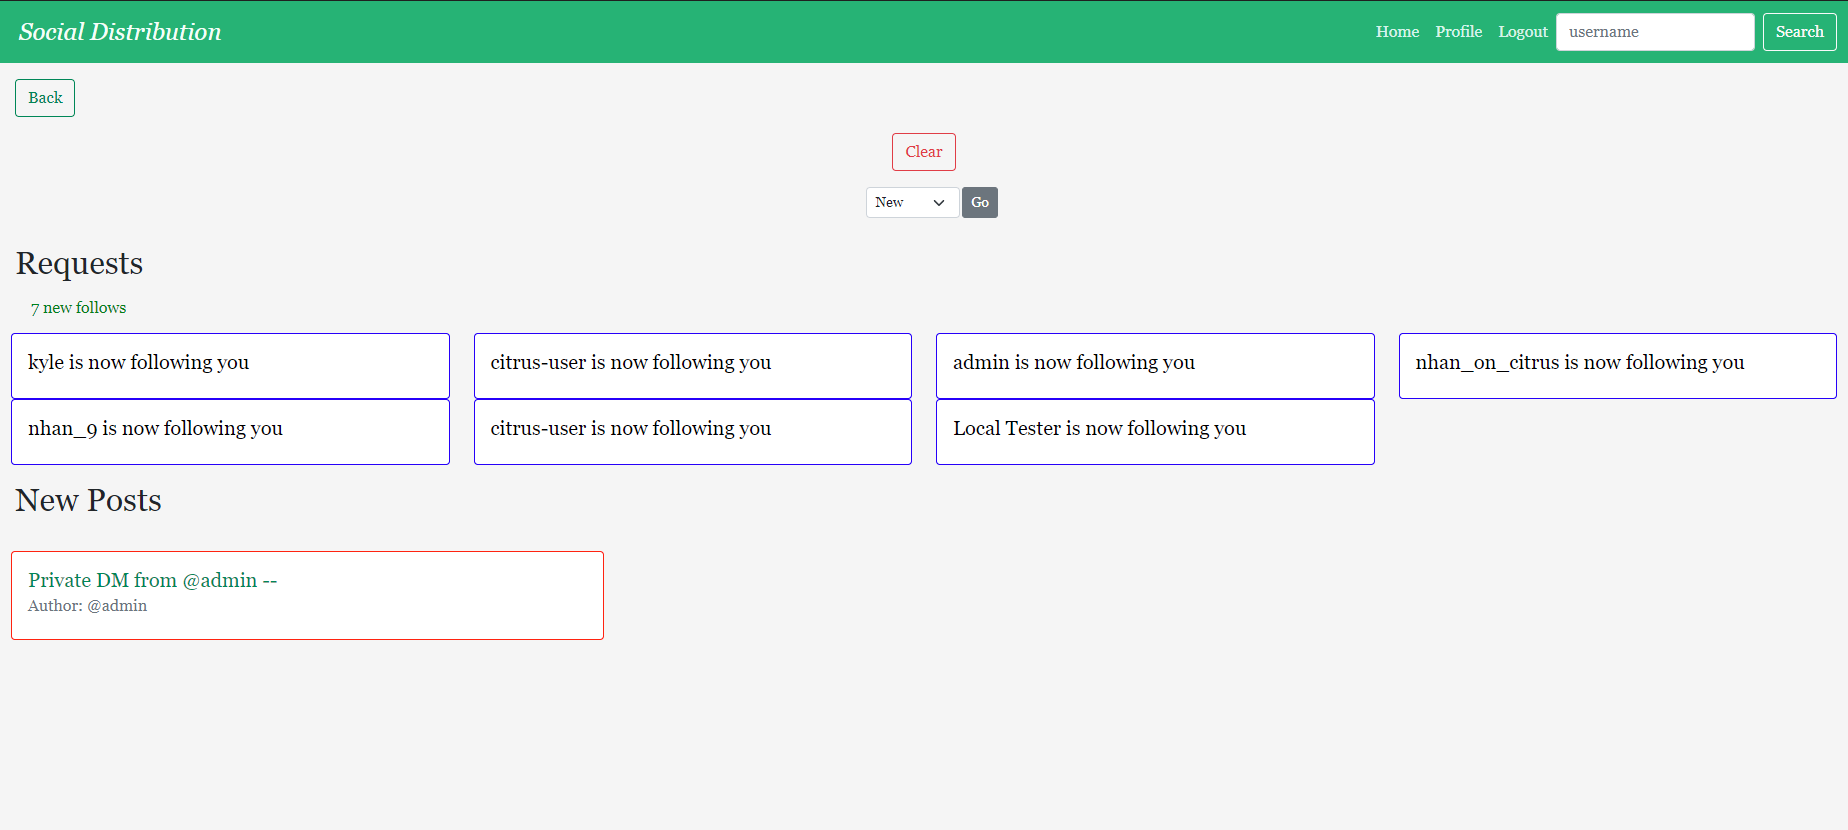 Social Distribution
Home Profile Logout username Search
Back
Clear
New Go
Requests
7 new follows
kyle is now following you
citrus-user is now following you
admin is now following you
nhan_on_citrus is now following you
nhan_9 is now following you
citrus-user is now following you
Local Tester is now following you
New Posts
Private DM from @admin --
Author: @admin